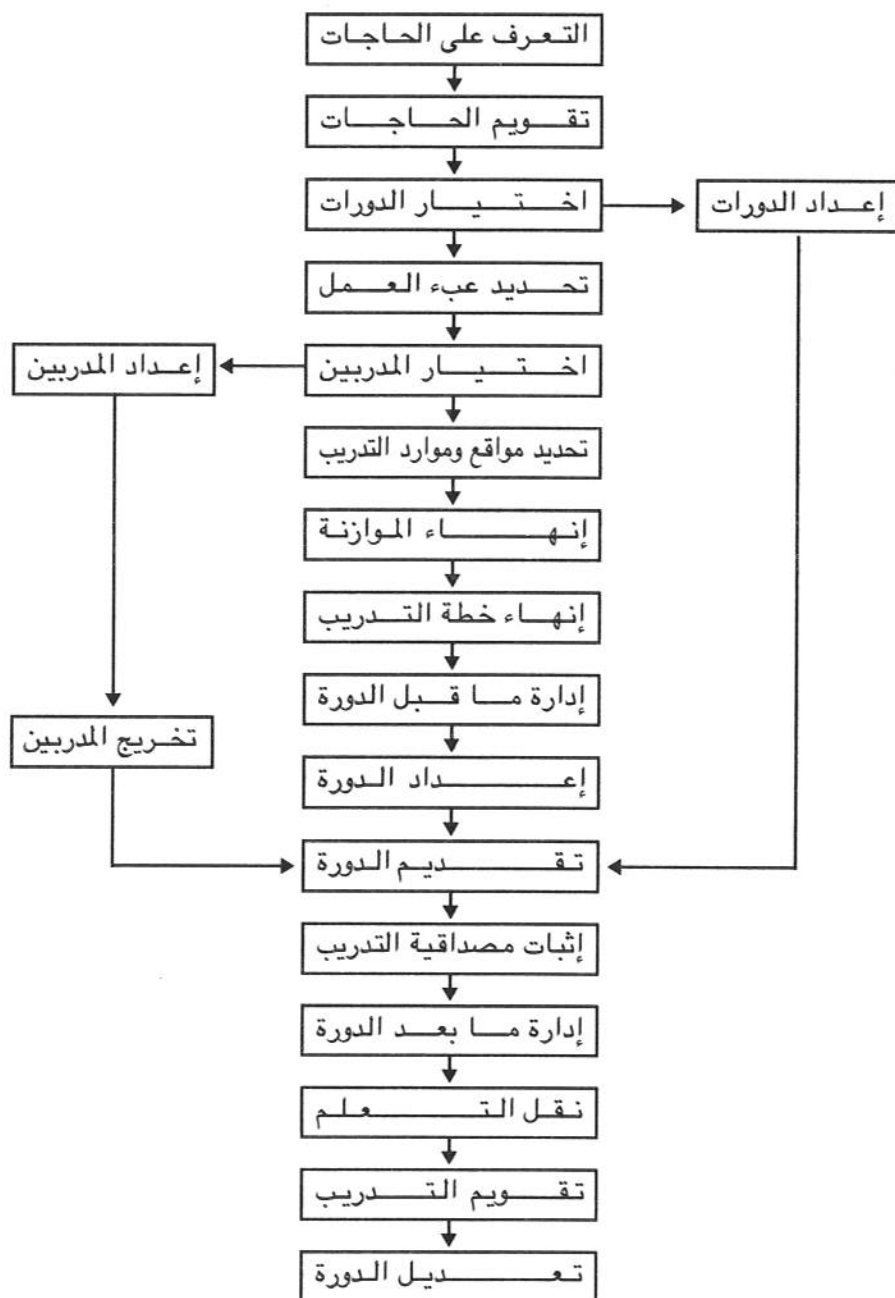 التعرف على الحاجات
تقويم الحاجات
اختيار الدورات
إعداد الدورات
تحديد عبء العمل
اختيار المدربين
إعداد المدربين
تحديد مواقع وموارد التدريب
إنهاء الموازنة
إنهاء خطة التدريب
إدارة ما قبل الدورة
تخريج المدربين
إعداد الدورة
تقديم الدورة
إثبات مصداقية التدريب
إدارة ما بعد الدورة
نقل التعلم
تقويم التدريب
تعديل الدورة